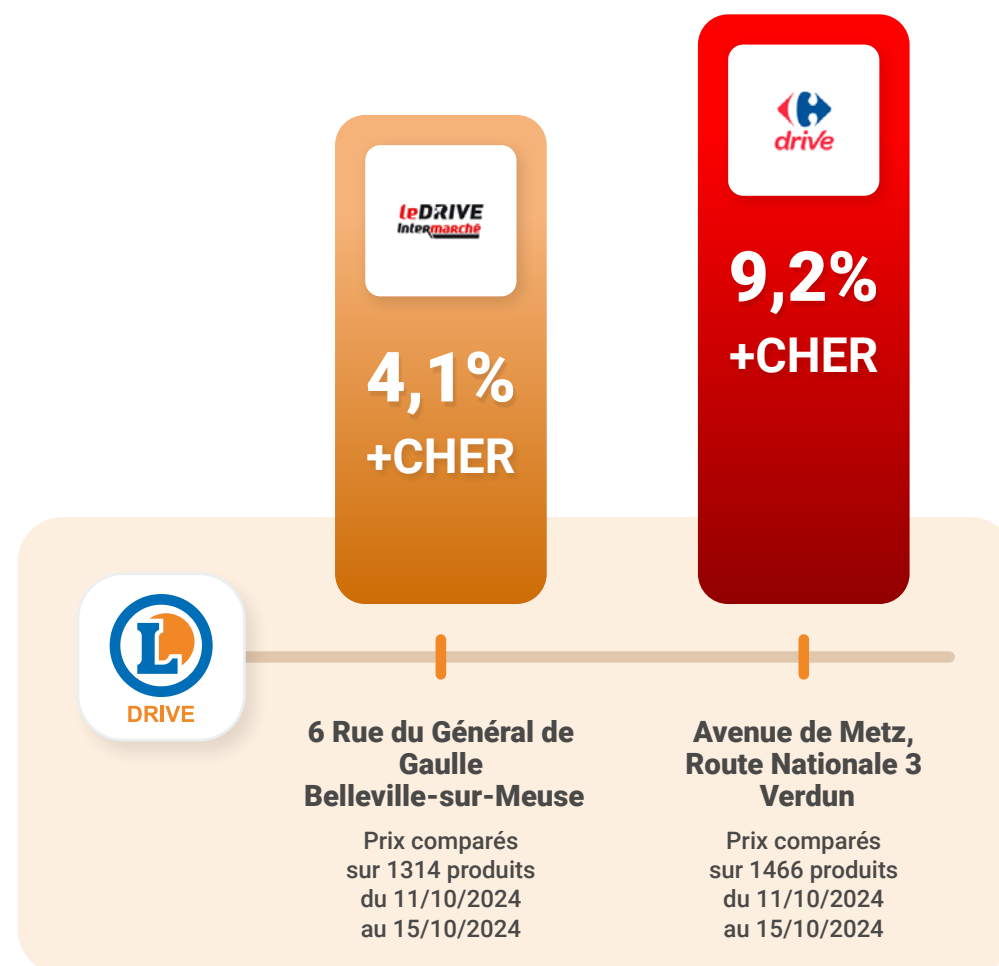 leDRIVE
Intermarché
4,1%
+CHER
drive
9,2%
+CHER
L
DRIVE
6 Rue du Général de
Gaulle
Belleville-sur-Meuse
Prix comparés
sur 1314 produits
du 11/10/2024
au 15/10/2024
Avenue de Metz,
Route Nationale 3
Verdun
Prix comparés
sur 1466 produits
du 11/10/2024
au 15/10/2024